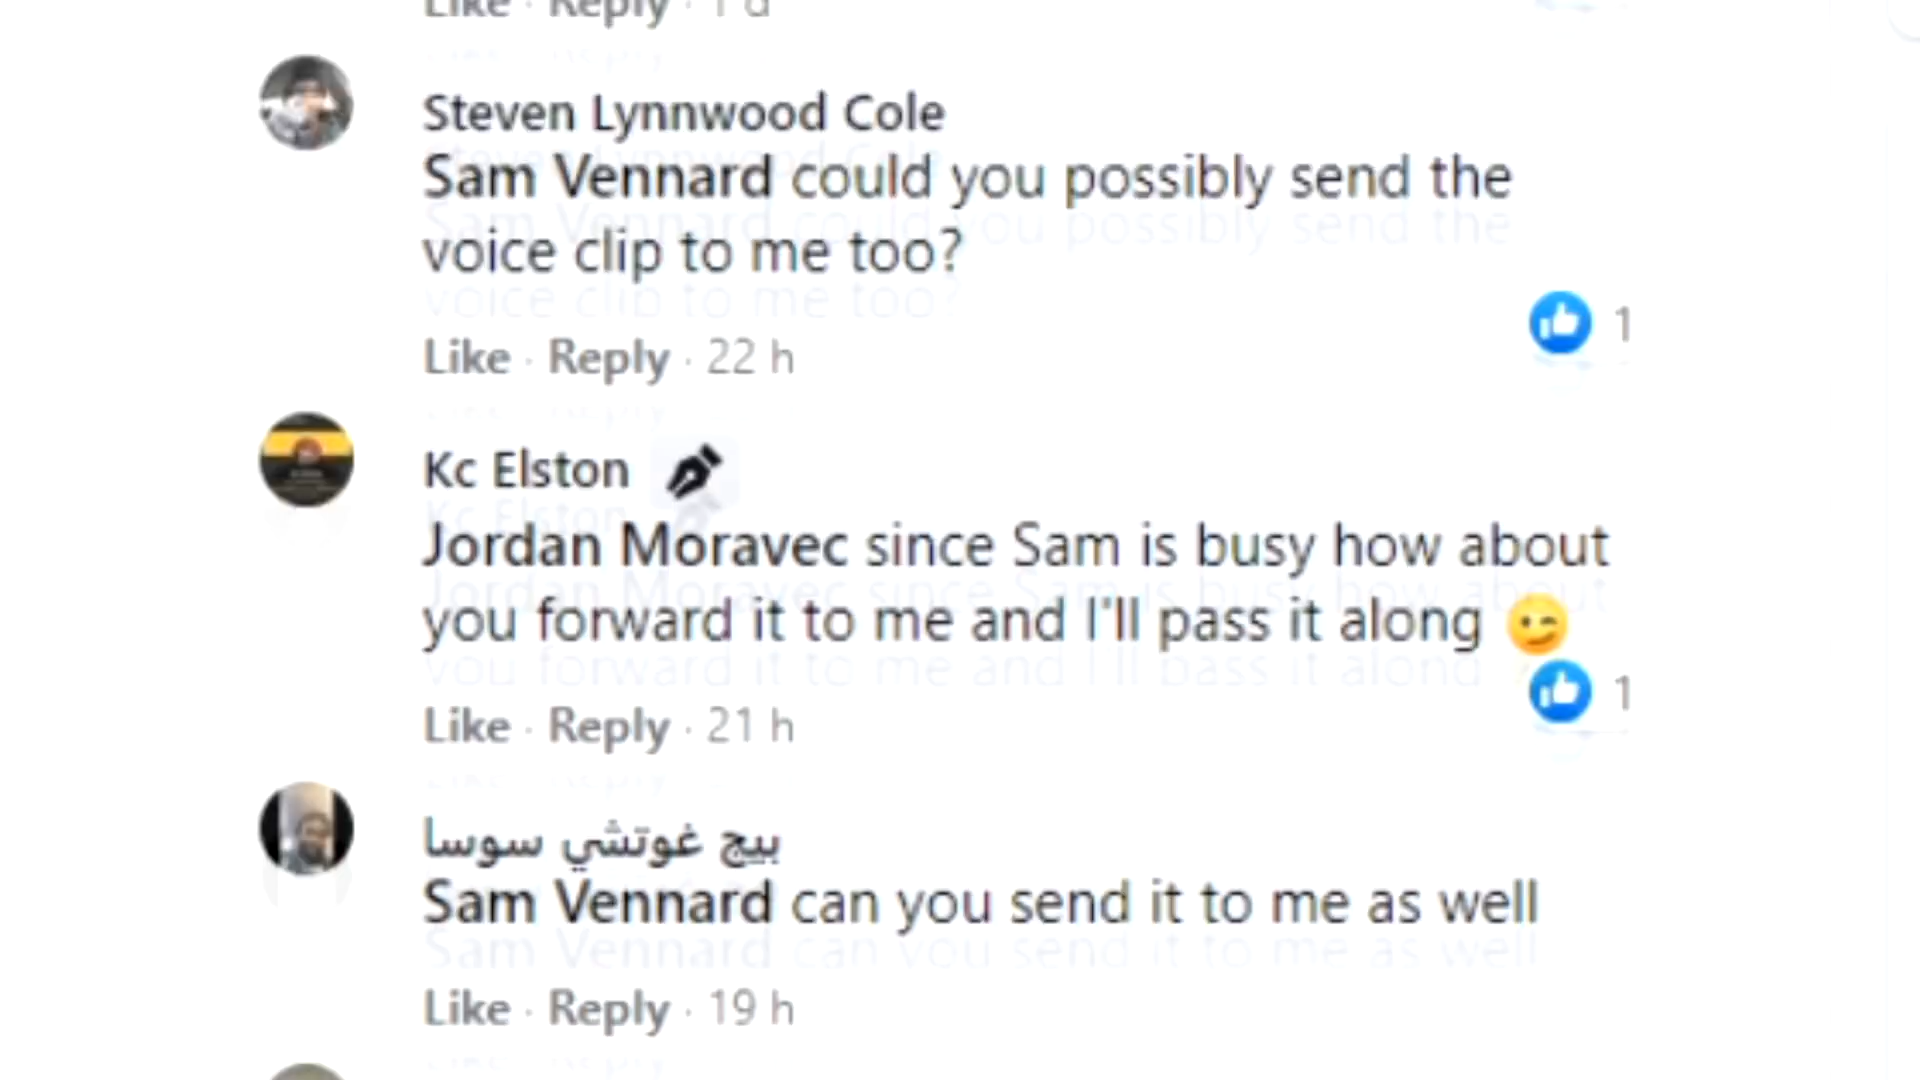 Like · Reply · 1 d
Steven Lynnwood Cole
Sam Vennard could you possibly send the
voice clip to me too?
1
Like · Reply · 22 h
Kc Elston
Jordan Moravec since Sam is busy how about
you forward it to me and I'll pass it along 😉
1
Like · Reply · 21 h
بيج غوتشي سوسا
Sam Vennard can you send it to me as well
Like · Reply · 19 h